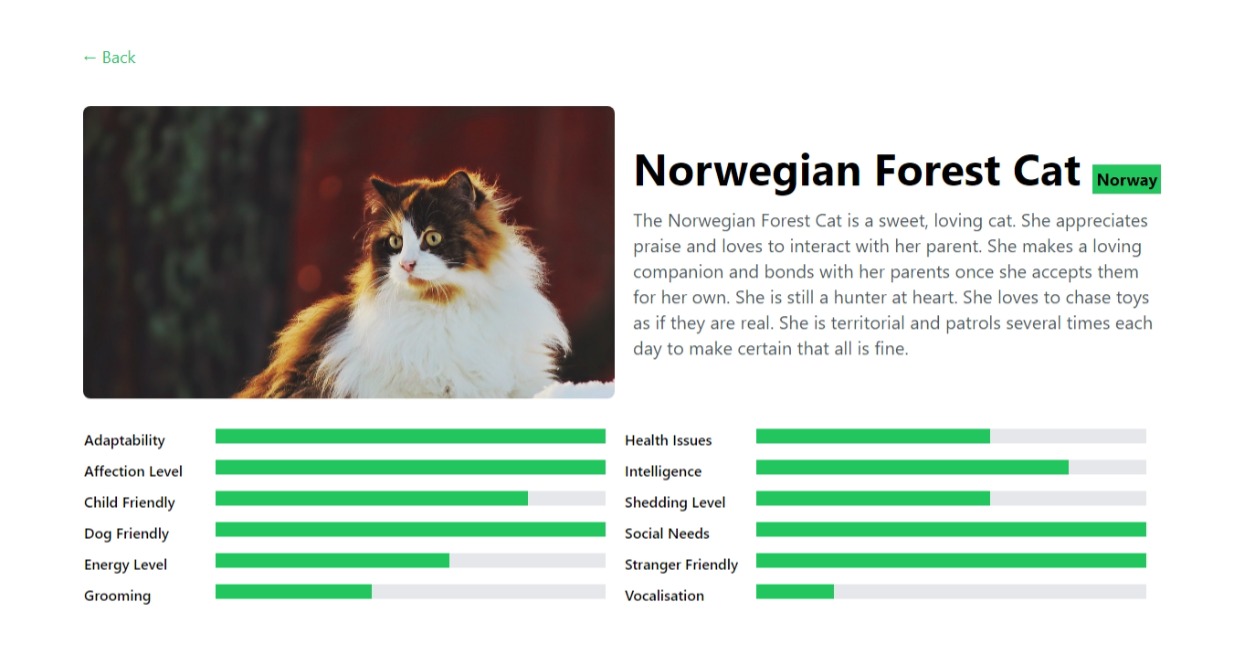 ← Back
Norwegian Forest Cat Norway
The Norwegian Forest Cat is a sweet, loving cat. She appreciates
praise and loves to interact with her parent. She makes a loving
companion and bonds with her parents once she accepts them
for her own. She is still a hunter at heart. She loves to chase toys
as if they are real. She is territorial and patrols several times each
day to make certain that all is fine.
Adaptability
Affection Level
Child Friendly
Dog Friendly
Energy Level
Grooming
Health Issues
Intelligence
Shedding Level
Social Needs
Stranger Friendly
Vocalisation